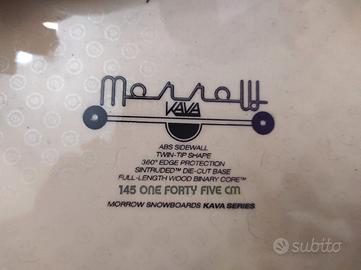 morrow
KAVA
ABS SIDEWALL
TWIN-TIP SHAPE
360° EDGE PROTECTION
SINTRUDED™ DIE-CUT BASE
FULL-LENGTH WOOD BINARY CORE™
145 ONE FORTY FIVE CM
MORROW SNOWBOARDS KAVA SERIES
subito